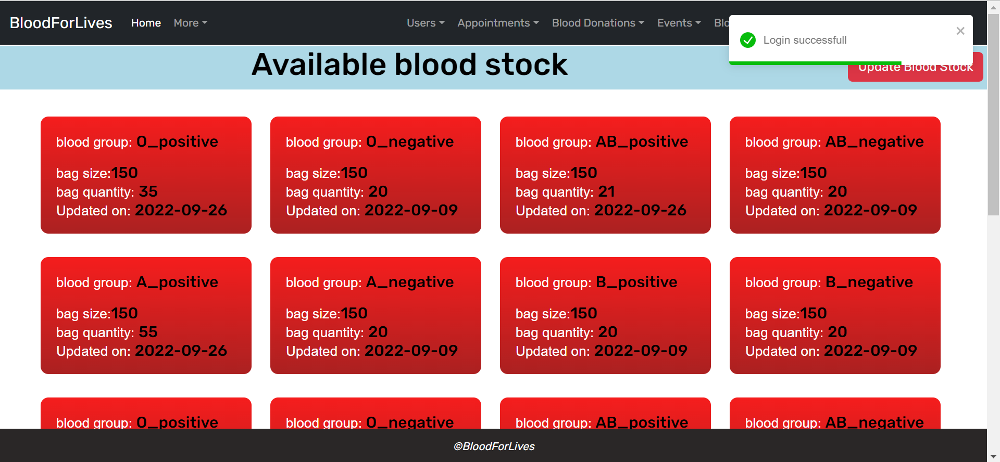 BloodForLives Home More Users Appointments Blood Donations Events
Login successfull
Available blood stock
Update Blood Stock
blood group: O_positive
bag size:150
bag quantity: 35
Updated on: 2022-09-26
blood group: O_negative
bag size:150
bag quantity: 20
Updated on: 2022-09-09
blood group: AB_positive
bag size:150
bag quantity: 21
Updated on: 2022-09-26
blood group: AB_negative
bag size:150
bag quantity: 20
Updated on: 2022-09-09
blood group: A_positive
bag size:150
bag quantity: 55
Updated on: 2022-09-26
blood group: A_negative
bag size:150
bag quantity: 20
Updated on: 2022-09-09
blood group: B_positive
bag size:150
bag quantity: 20
Updated on: 2022-09-09
blood group: B_negative
bag size:150
bag quantity: 20
Updated on: 2022-09-09
blood group: O_positive
blood group: O_negative
blood group: AB_positive
blood group: AB_negative
©BloodForLives